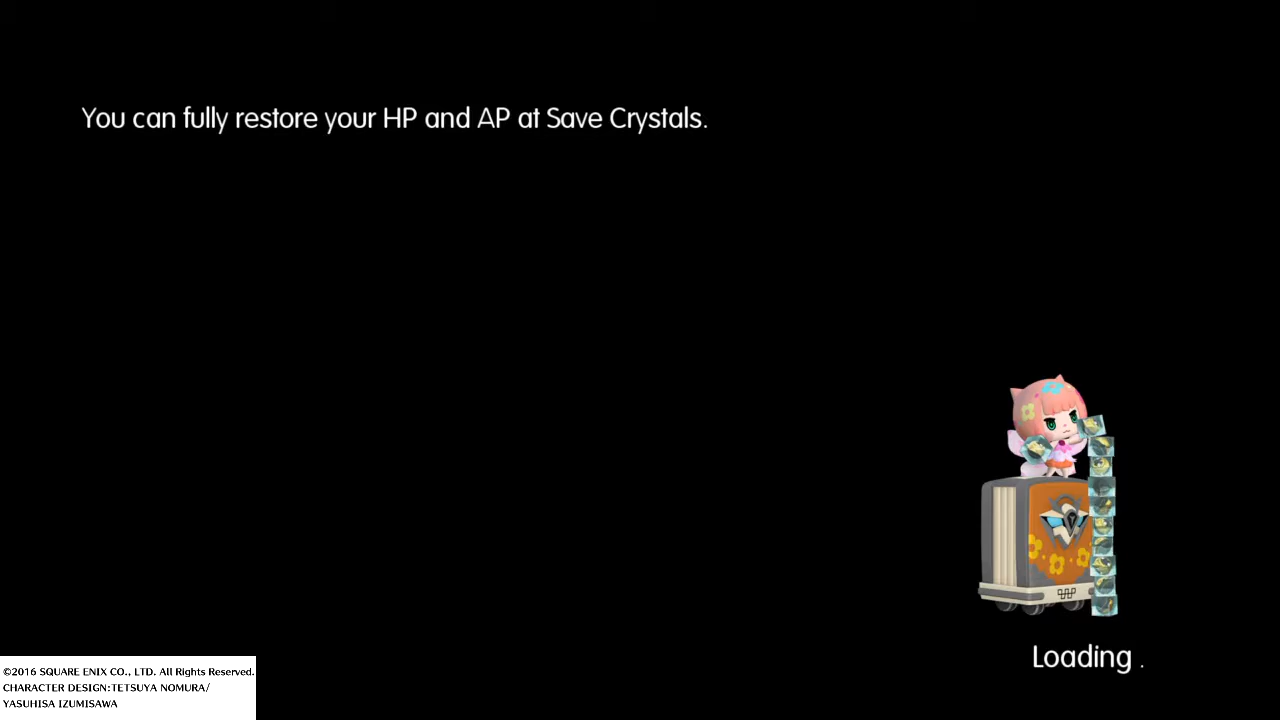 You can fully restore your HP and AP at Save Crystals.
Loading .
©2016 SQUARE ENIX CO., LTD. All Rights Reserved.
CHARACTER DESIGN:TETSUYA NOMURA/
YASUHISA IZUMISAWA